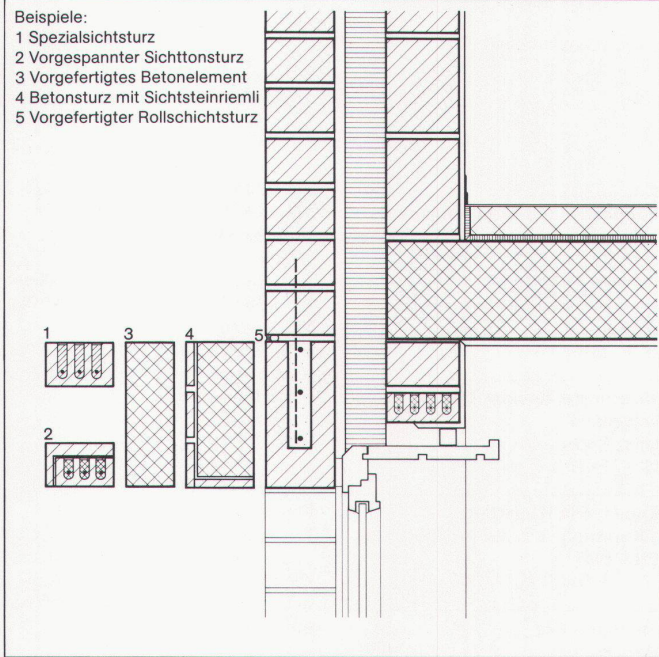 Beispiele:
1 Spezialsichtsturz
2 Vorgespannter Sichttonsturz
3 Vorgefertigtes Betonelement
4 Betonsturz mit Sichtsteinriemli
5 Vorgefertigter Rollschichtsturz
1
3
4
5
2